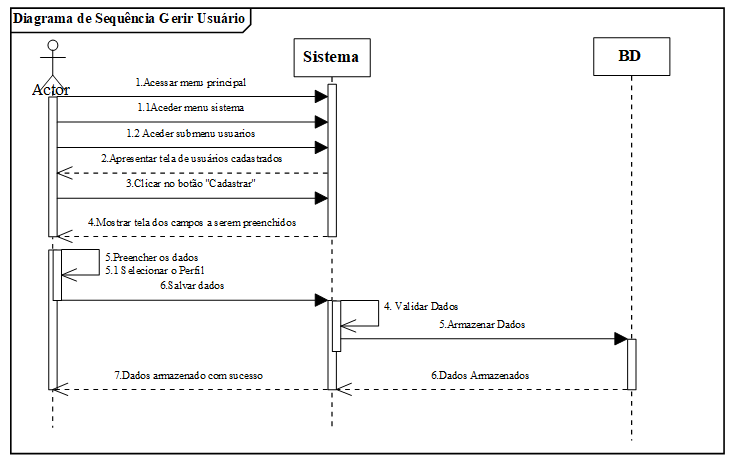 Diagrama de Sequência Gerir Usuário
Actor
Sistema
BD
1.Acessar menu principal
1.1Aceder menu sistema
1.2 Aceder submenu usuarios
2.Apresentar tela de usuários cadastrados
3.Clicar no botão "Cadastrar"
4.Mostrar tela dos campos a serem preenchidos
5.Preencher os dados
5.1 Selecionar o Perfil
6.Salvar dados
4. Validar Dados
5.Armazenar Dados
7.Dados armazenado com sucesso
6.Dados Armazenados